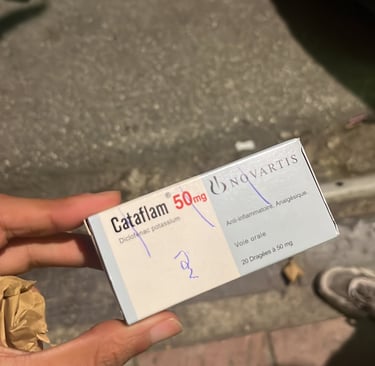 Cataflam® 50mg
Diclofenac potassium
NOVARTIS
Anti-inflammatoire, Analgésique
Voie orale
20 Dragées à 50 mg